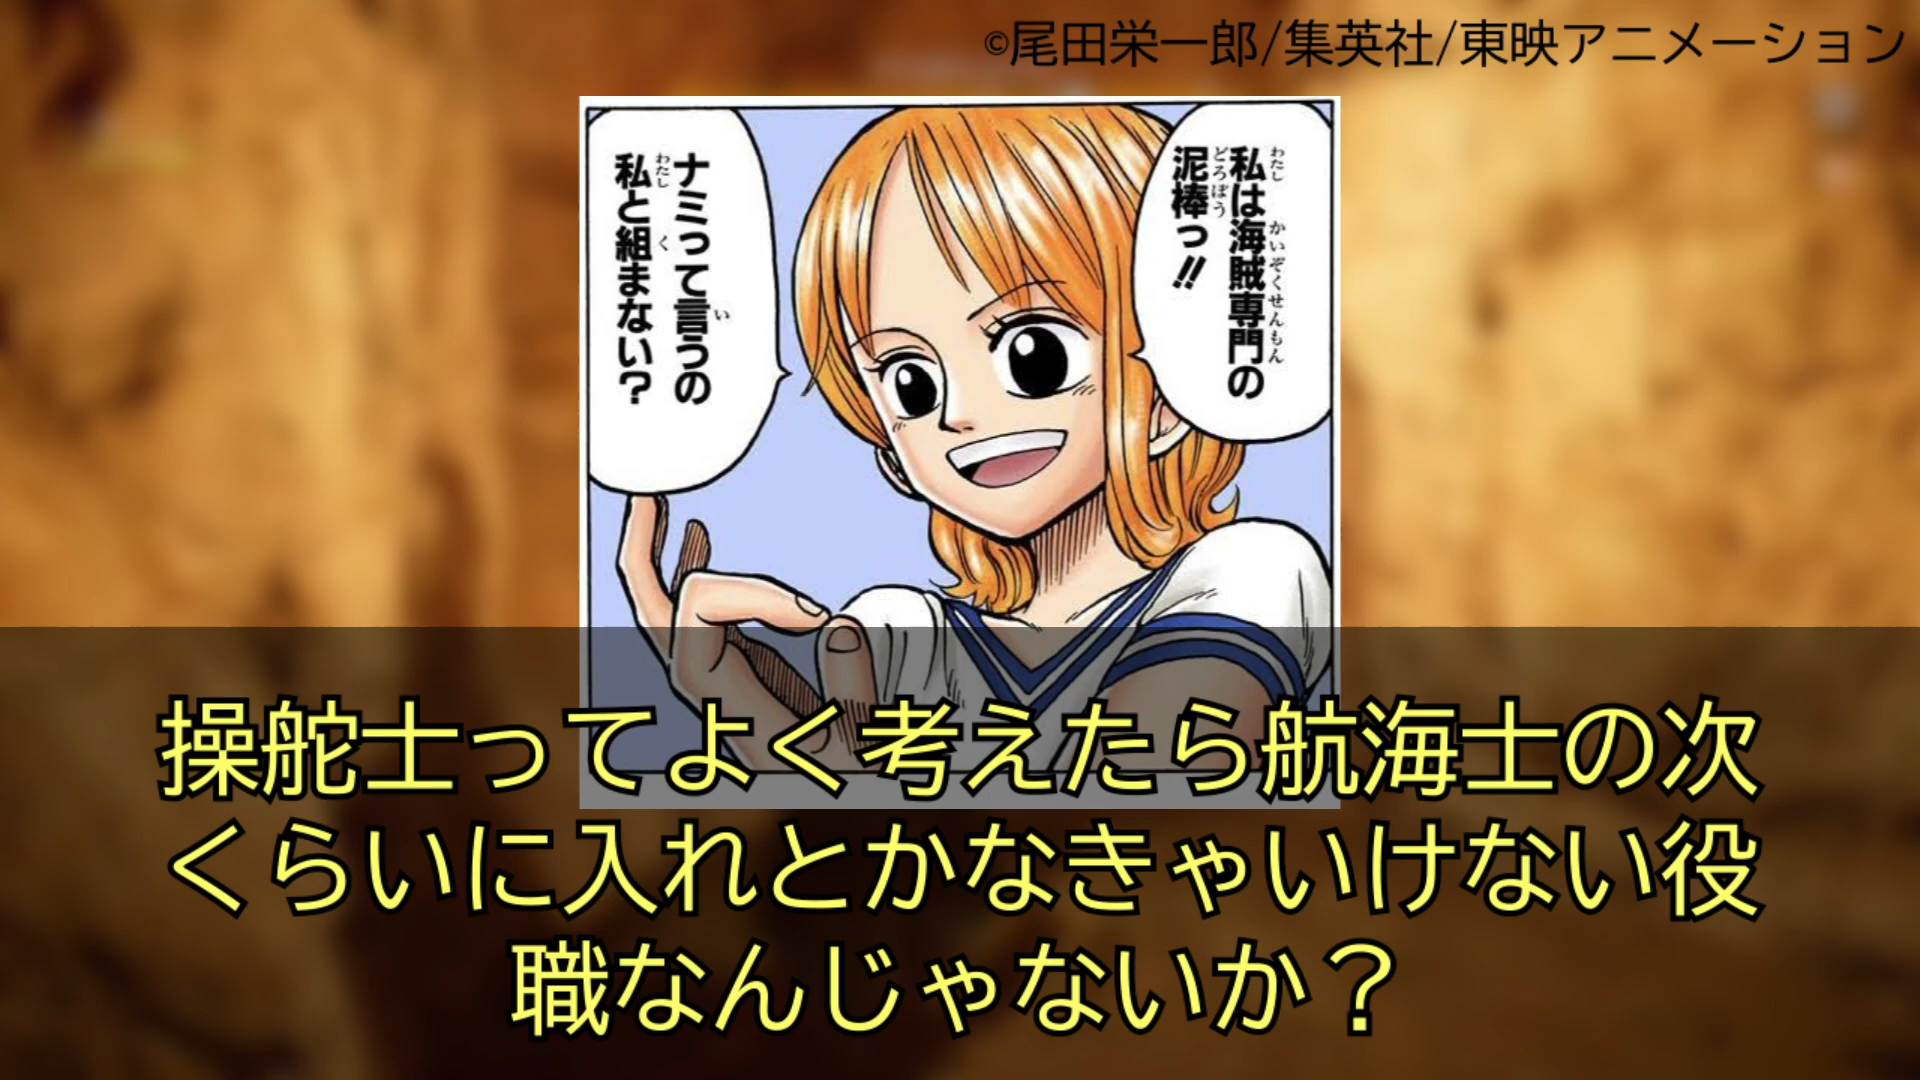 ©尾田栄一郎/集英社/東映アニメーション
私は海賊専門の
泥棒っ!!
ナミって言うの
私と組まない？
操舵士ってよく考えたら航海士の次
くらいに入れとかなきゃいけない役
職なんじゃないか？